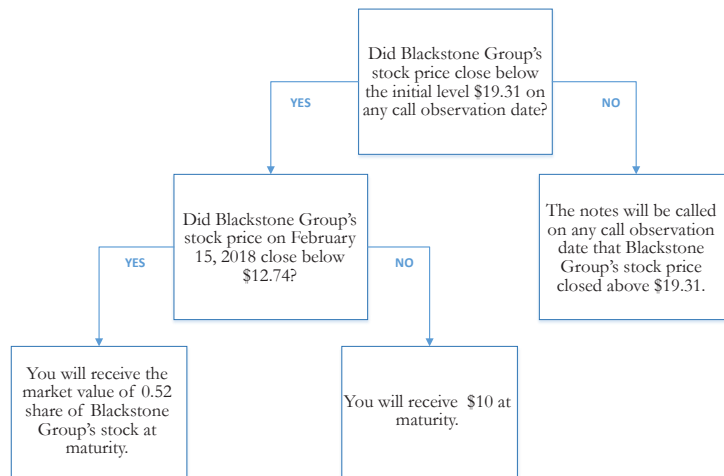 Did Blackstone Group’s
stock price close below
the initial level $19.31 on
any call observation date?
YES
NO
Did Blackstone Group’s
stock price on February
15, 2018 close below
$12.74?
The notes will be called
on any call observation
date that Blackstone
Group’s stock price
closed above $19.31.
YES
NO
You will receive the
market value of 0.52
share of Blackstone
Group’s stock at
maturity.
You will receive $10 at
maturity.